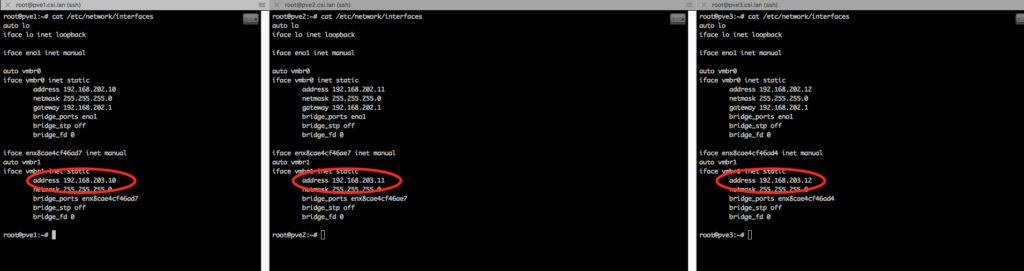 root@pve1.csi.lan (ssh)
root@pve1:~# cat /etc/network/interfaces
auto lo
iface lo inet loopback
iface eno1 inet manual
auto vmbr0
iface vmbr0 inet static
address 192.168.202.10
netmask 255.255.255.0
gateway 192.168.202.1
bridge_ports eno1
bridge_stp off
bridge_fd 0
iface enx8cae4cf46ad7 inet manual
auto vmbr1
iface vmbr1 inet static
address 192.168.203.10
netmask 255.255.255.0
bridge_ports enx8cae4cf46ad7
bridge_stp off
bridge_fd 0
root@pve1:~#
root@pve2.csi.lan (ssh)
root@pve2:~# cat /etc/network/interfaces
auto lo
iface lo inet loopback
iface eno1 inet manual
auto vmbr0
iface vmbr0 inet static
address 192.168.202.11
netmask 255.255.255.0
gateway 192.168.202.1
bridge_ports eno1
bridge_stp off
bridge_fd 0
iface enx8cae4cf46ae7 inet manual
auto vmbr1
iface vmbr1 inet static
address 192.168.203.11
netmask 255.255.255.0
bridge_ports enx8cae4cf46ae7
bridge_stp off
bridge_fd 0
root@pve2:~#
root@pve3.csi.lan (ssh)
root@pve3:~# cat /etc/network/interfaces
auto lo
iface lo inet loopback
iface eno1 inet manual
auto vmbr0
iface vmbr0 inet static
address 192.168.202.12
netmask 255.255.255.0
gateway 192.168.202.1
bridge_ports eno1
bridge_stp off
bridge_fd 0
iface enx8cae4cf46ad4 inet manual
auto vmbr1
iface vmbr1 inet static
address 192.168.203.12
netmask 255.255.255.0
bridge_ports enx8cae4cf46ad4
bridge_stp off
bridge_fd 0
root@pve3:~#